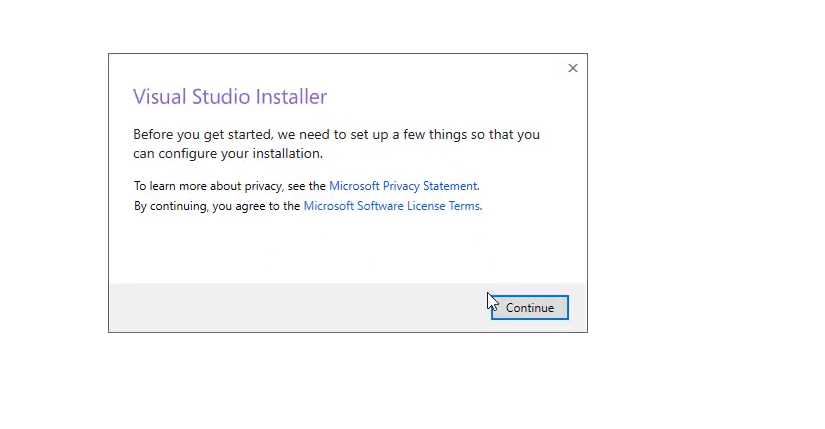 Visual Studio Installer
Before you get started, we need to set up a few things so that you
can configure your installation.
To learn more about privacy, see the Microsoft Privacy Statement.
By continuing, you agree to the Microsoft Software License Terms.
Continue